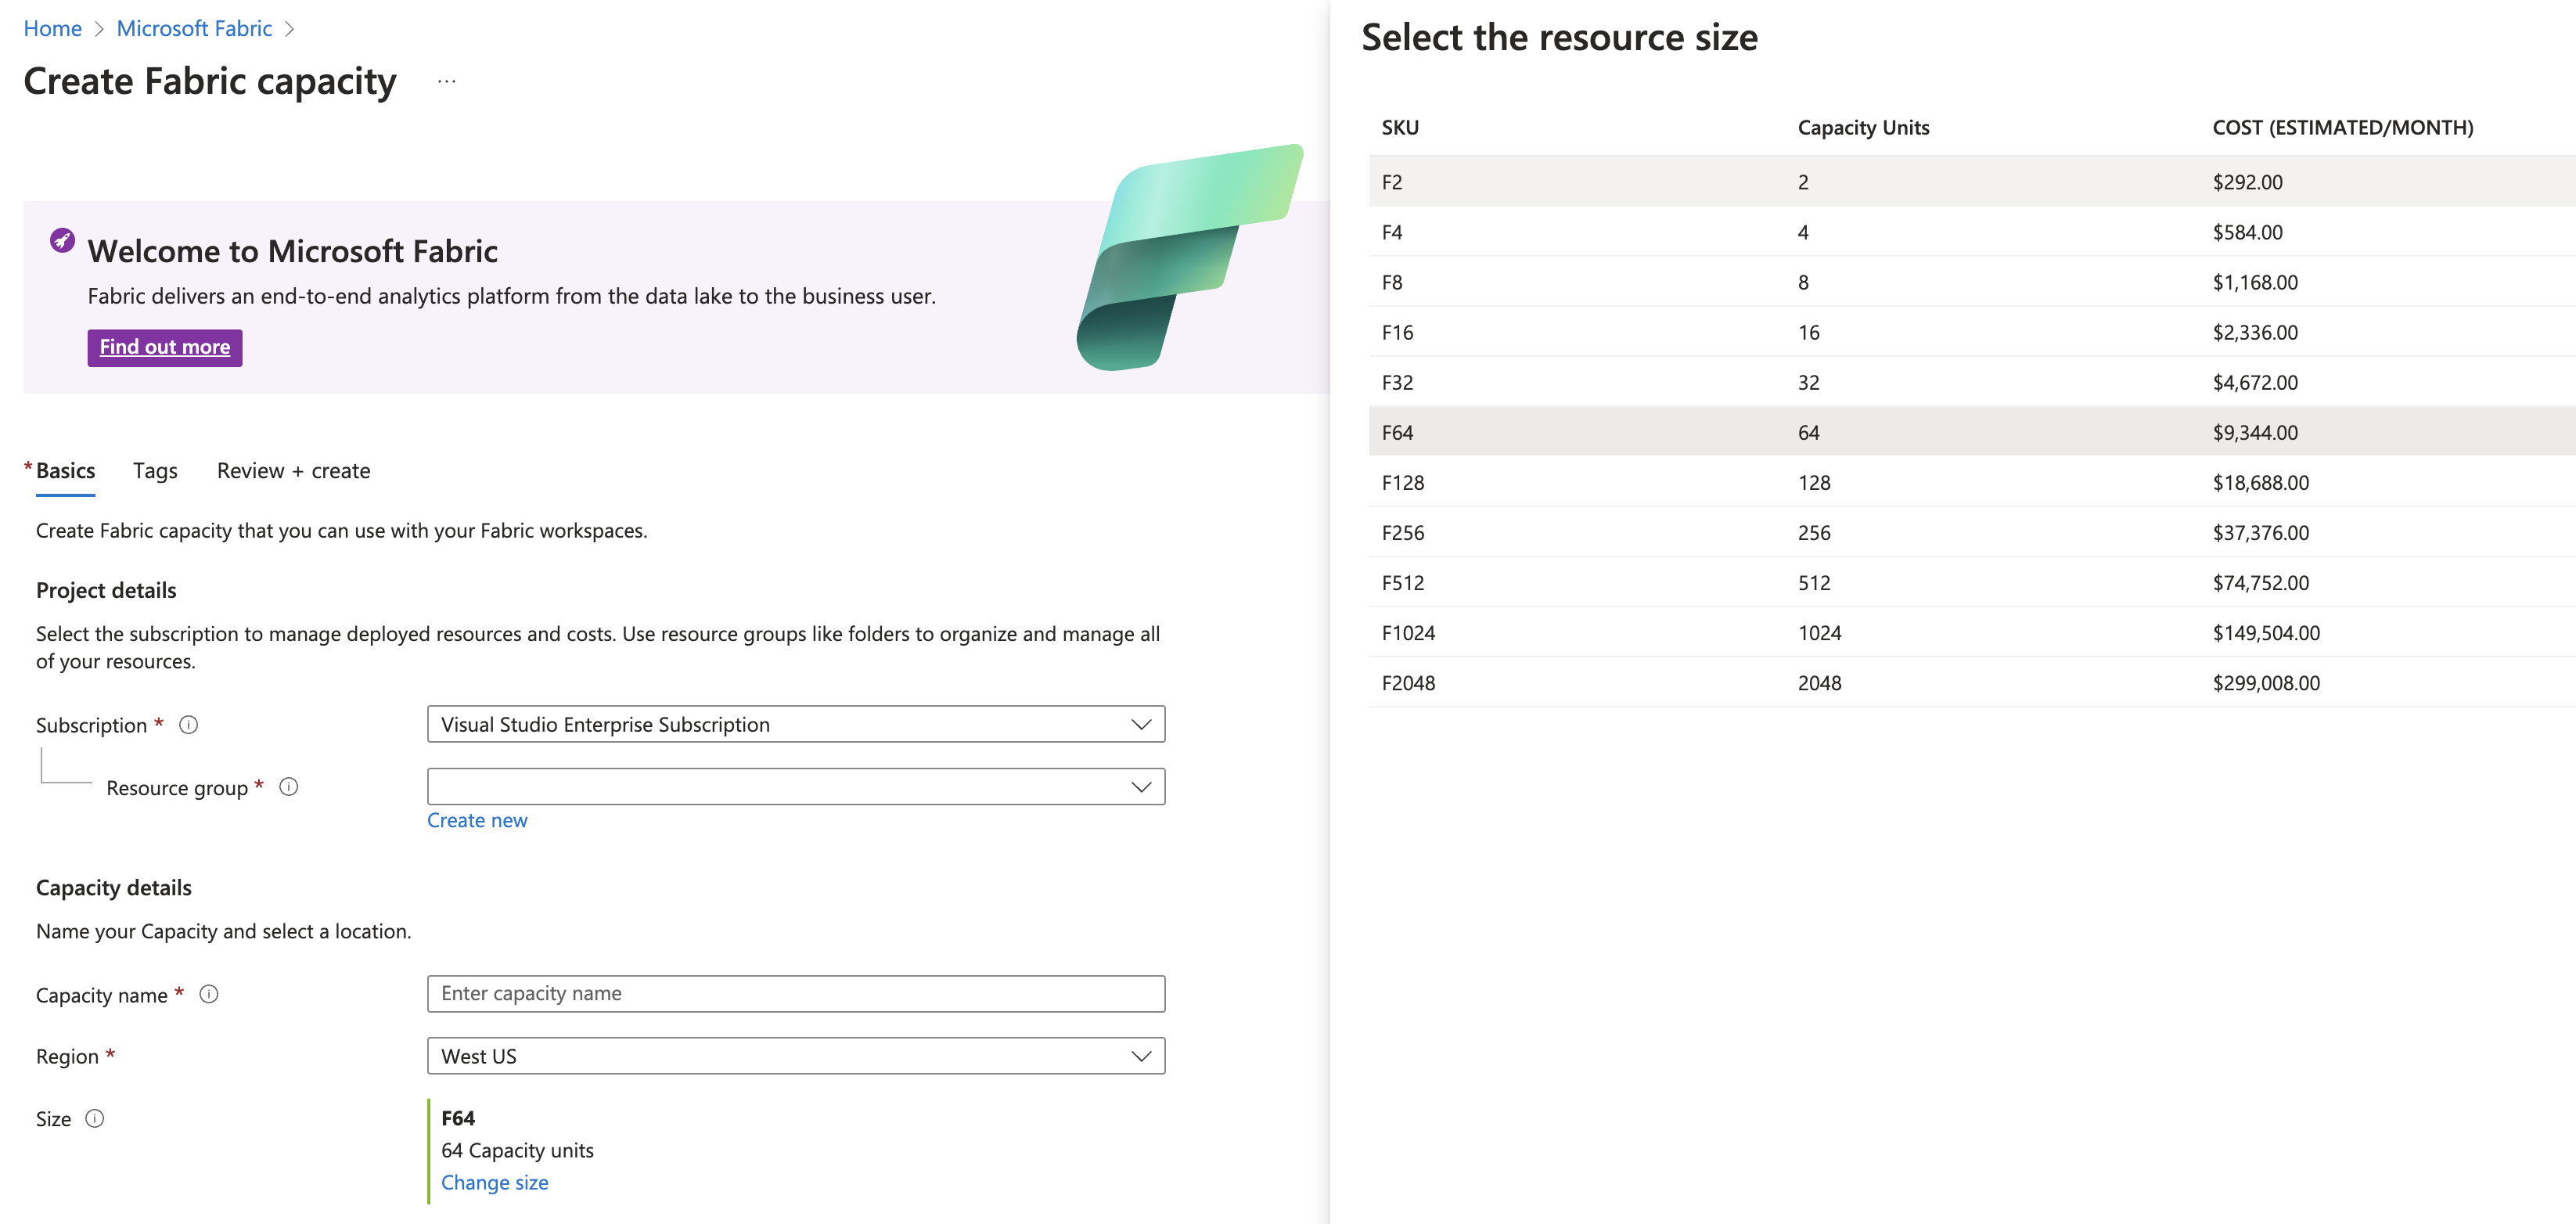 Home > Microsoft Fabric >
Create Fabric capacity ...
Welcome to Microsoft Fabric
Fabric delivers an end-to-end analytics platform from the data lake to the business user.
Find out more
* Basics Tags Review + create
Create Fabric capacity that you can use with your Fabric workspaces.
Project details
Select the subscription to manage deployed resources and costs. Use resource groups like folders to organize and manage all
of your resources.
Subscription * Visual Studio Enterprise Subscription
Resource group *
Create new
Capacity details
Name your Capacity and select a location.
Capacity name * Enter capacity name
Region * West US
Size F64
64 Capacity units
Change size
Select the resource size
SKU Capacity Units COST (ESTIMATED/MONTH)
F2 2 $292.00
F4 4 $584.00
F8 8 $1,168.00
F16 16 $2,336.00
F32 32 $4,672.00
F64 64 $9,344.00
F128 128 $18,688.00
F256 256 $37,376.00
F512 512 $74,752.00
F1024 1024 $149,504.00
F2048 2048 $299,008.00